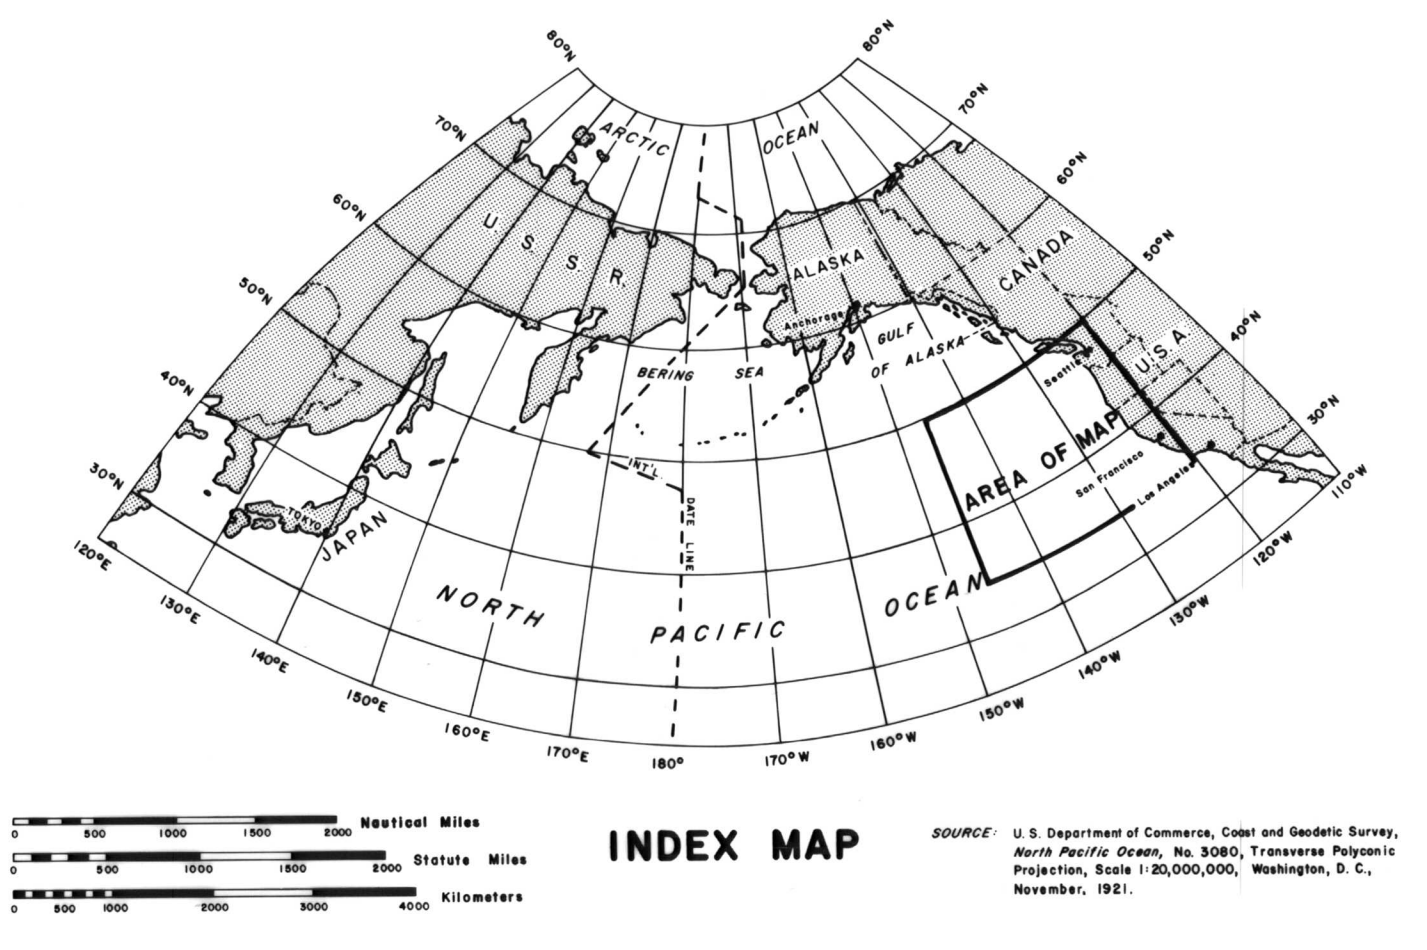 80°N
80°N
70°N
70°N
ARCTIC OCEAN
60°N
60°N
U. S. S. R.
ALASKA
CANADA
50°N
50°N
Anchorage
GULF
OF ALASKA
U.S.A.
40°N
40°N
BERING SEA
Seattle
30°N
30°N
AREA OF MAP
INT'L.
DATE LINE
San Francisco
Los Angeles
TOKYO
JAPAN
NORTH PACIFIC OCEAN
120°E
130°E
140°E
150°E
160°E
170°E
180°
170°W
160°W
150°W
140°W
130°W
120°W
110°W
Nautical Miles
0 500 1000 1500 2000
Statute Miles
0 500 1000 1500 2000
Kilometers
0 500 1000 2000 3000 4000
INDEX MAP
SOURCE: U. S. Department of Commerce, Coast and Geodetic Survey,
North Pacific Ocean, No. 3080, Transverse Polyconic
Projection, Scale 1:20,000,000, Washington, D. C.,
November, 1921.